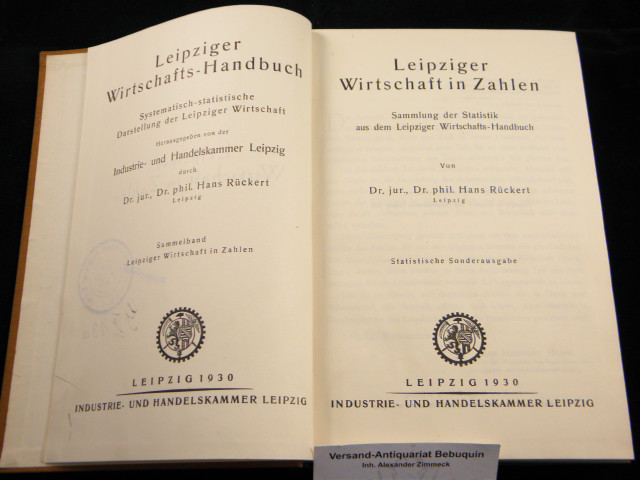 Leipziger
Wirtschafts-Handbuch
Systematisch-statistische
Darstellung der Leipziger Wirtschaft
Herausgegeben von der
Industrie- und Handelskammer Leipzig
durch
Dr. jur., Dr. phil. Hans Rückert
Leipzig
Sammelband
Leipziger Wirtschaft in Zahlen
LEIPZIG 1930
INDUSTRIE- UND HANDELSKAMMER LEIPZIG
Leipziger
Wirtschaft in Zahlen
Sammlung der Statistik
aus dem Leipziger Wirtschafts-Handbuch
Von
Dr. jur., Dr. phil. Hans Rückert
Leipzig
Statistische Sonderausgabe
LEIPZIG 1930
INDUSTRIE- UND HANDELSKAMMER LEIPZIG
Versand-Antiquariat Bebuquin
Inh. Alexander Zimmeck